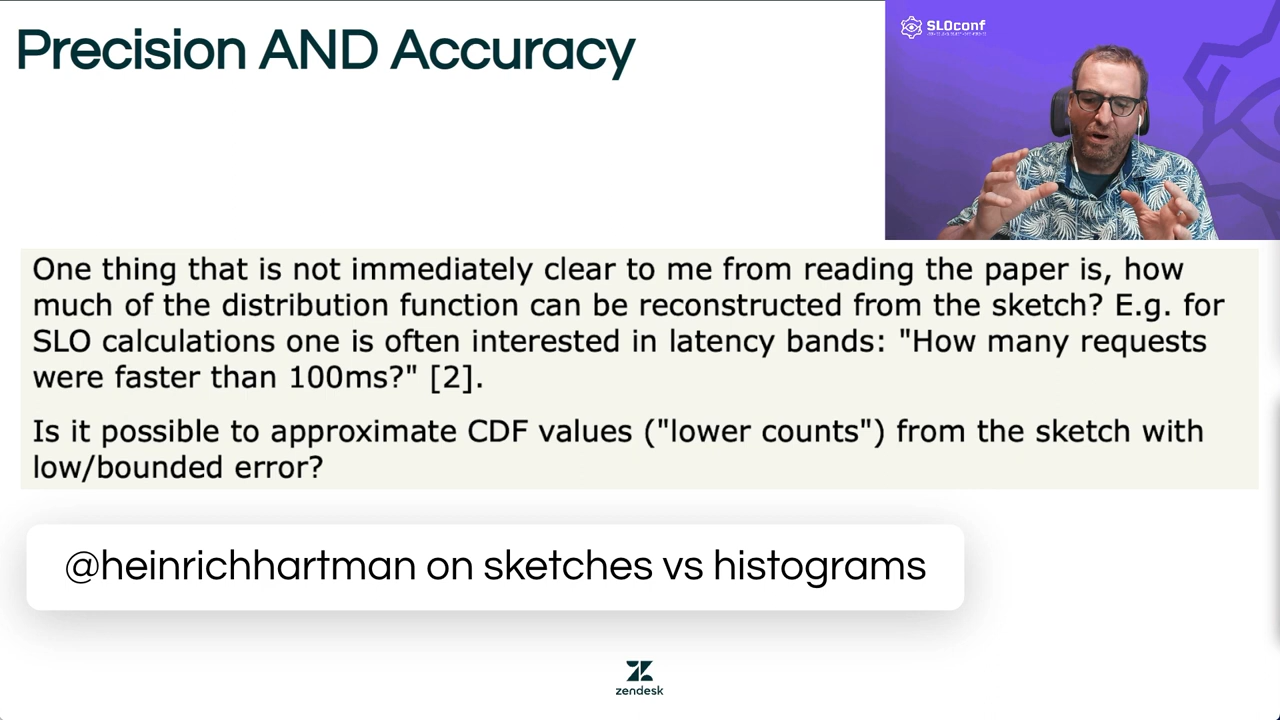 Precision AND Accuracy
SLOconf
One thing that is not immediately clear to me from reading the paper is, how
much of the distribution function can be reconstructed from the sketch? E.g. for
SLO calculations one is often interested in latency bands: "How many requests
were faster than 100ms?" [2].
Is it possible to approximate CDF values ("lower counts") from the sketch with
low/bounded error?
@heinrichhartman on sketches vs histograms
zendesk